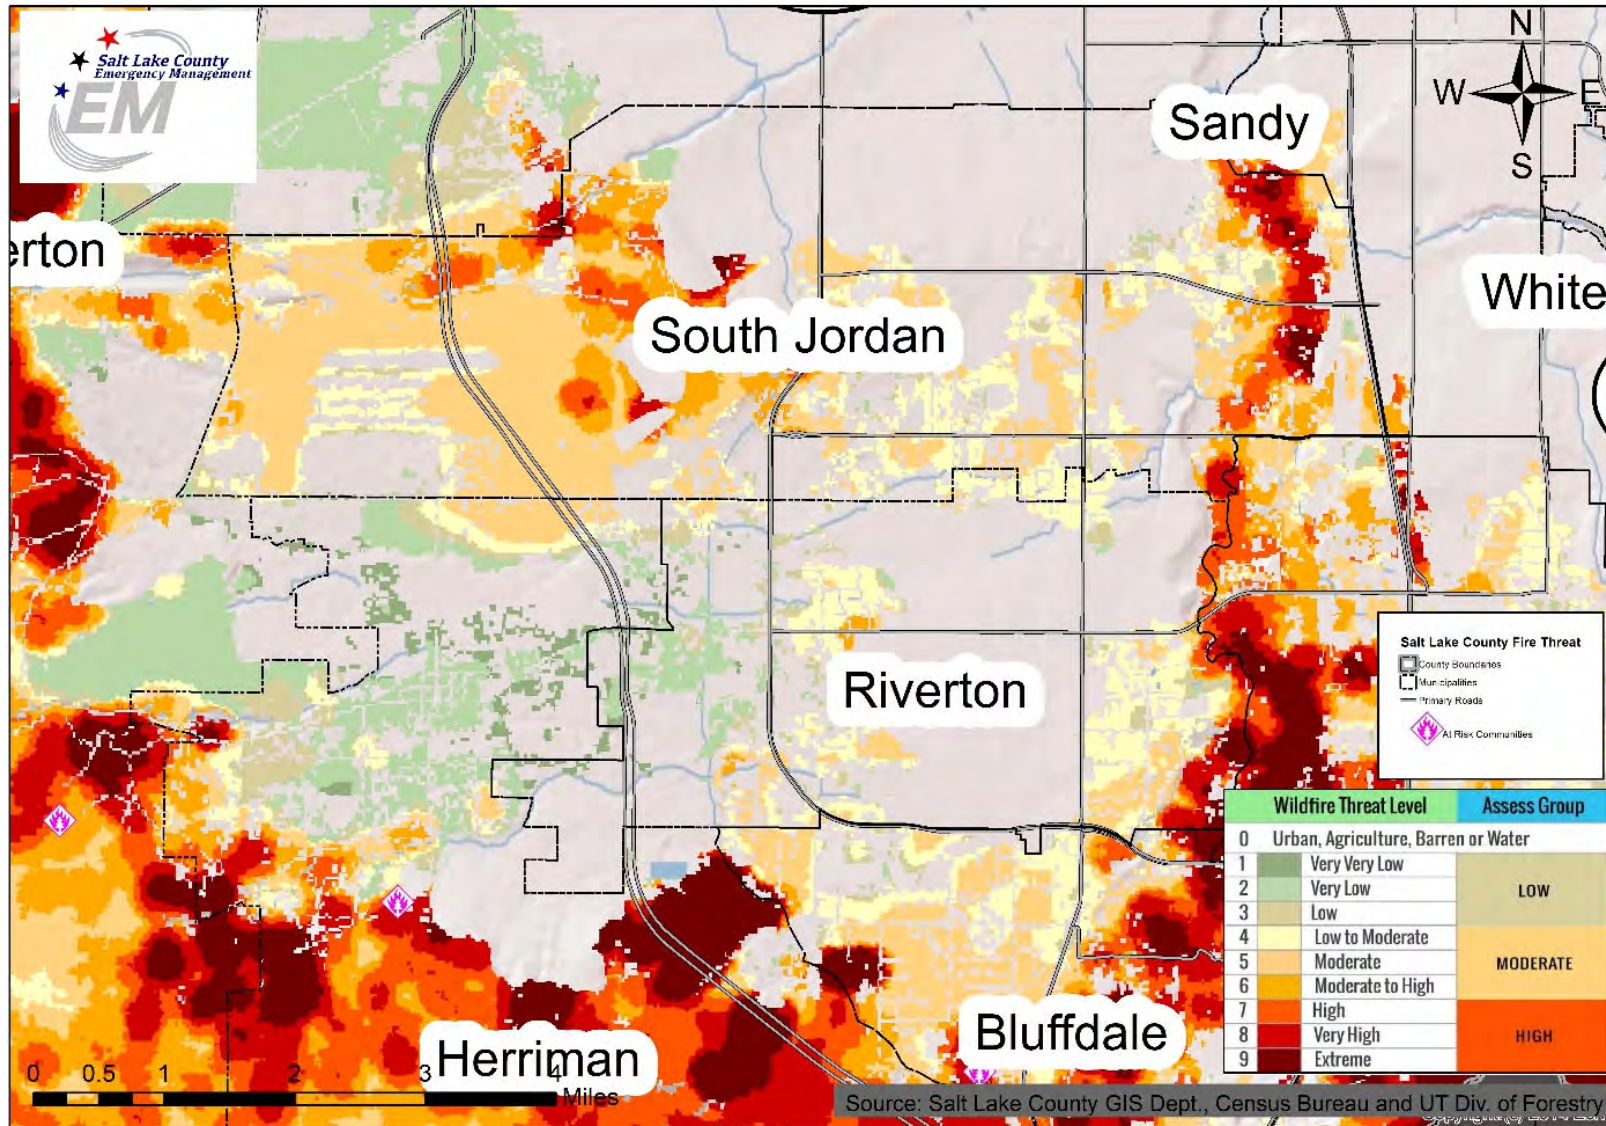 Salt Lake County
Emergency Management
EM
N
W E
S
Sandy
erton
White
South Jordan
Riverton
Herriman
Bluffdale
Salt Lake County Fire Threat
County Boundaries
Municipalities
Primary Roads
At Risk Communities
Wildfire Threat Level Assess Group
0 Urban, Agriculture, Barren or Water
1 Very Very Low
2 Very Low LOW
3 Low
4 Low to Moderate
5 Moderate MODERATE
6 Moderate to High
7 High
8 Very High HIGH
9 Extreme
0 0.5 1 2 3 4
Miles
Source: Salt Lake County GIS Dept., Census Bureau and UT Div. of Forestry